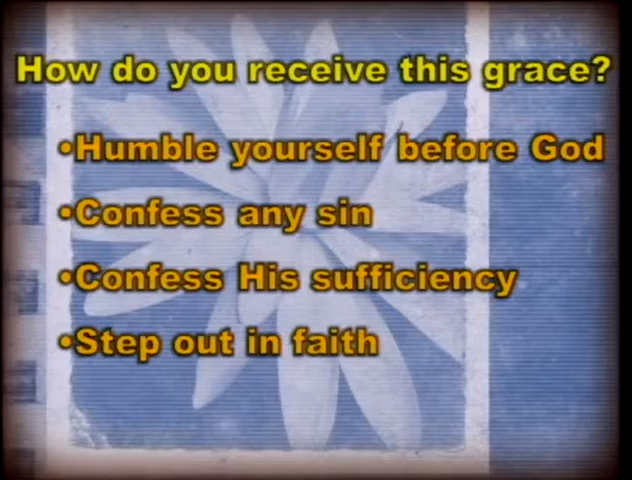 How do you receive this grace?
•Humble yourself before God
•Confess any sin
•Confess His sufficiency
•Step out in faith